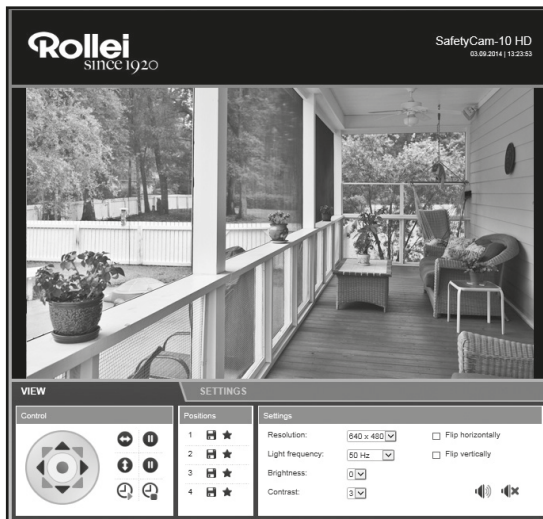 Rollei
since 1920
SafetyCam-10 HD
03.09.2014 | 13:23:53
VIEW
SETTINGS
Control
Positions
1
2
3
4
Settings
Resolution: 640 x 480
Flip horizontally
Light frequency: 50 Hz
Flip vertically
Brightness: 0
Contrast: 3